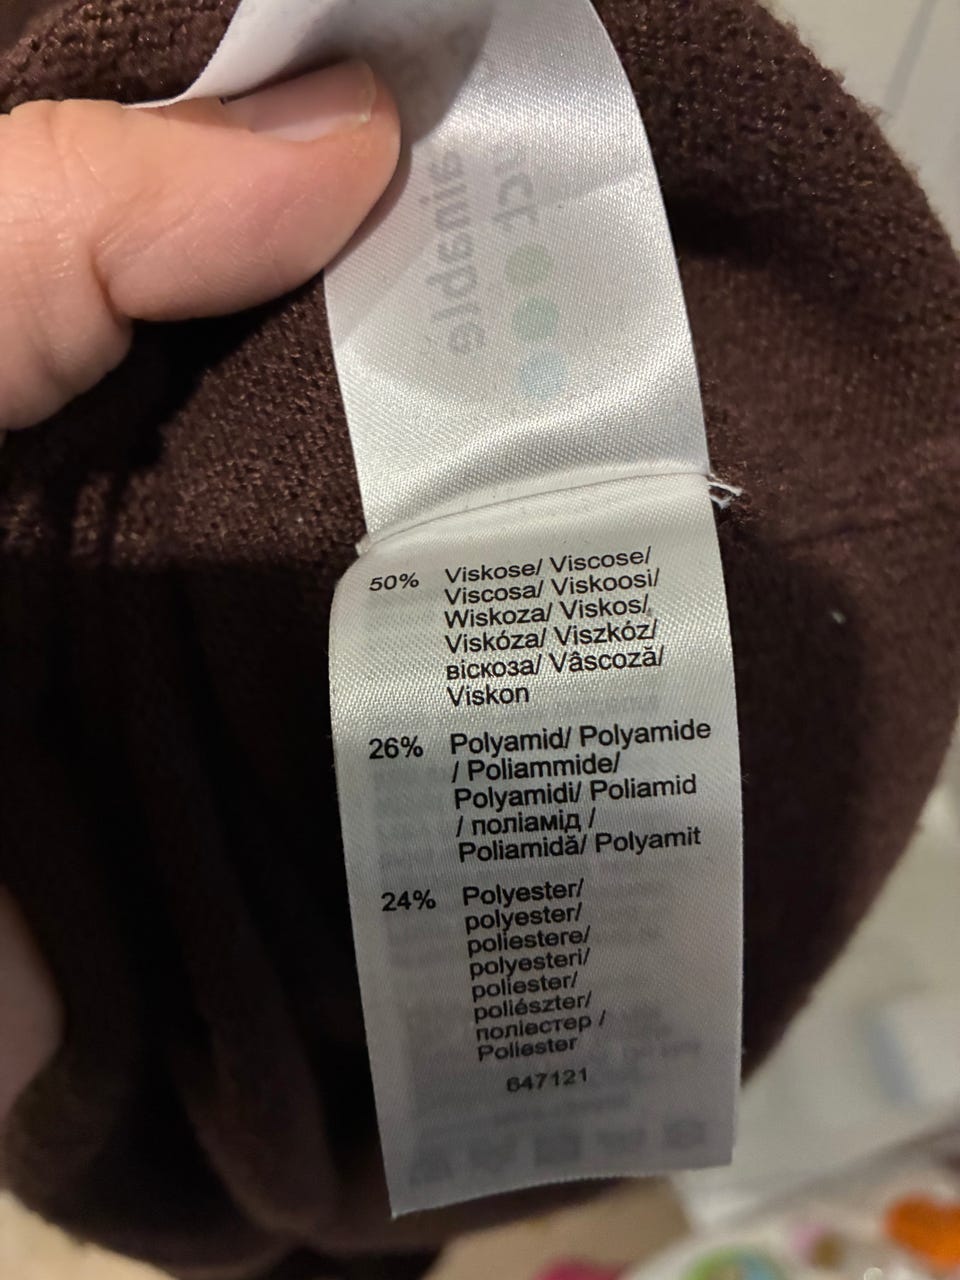 50% Viskose/ Viscose/
Viscosa/ Viskoosi/
Wiskoza/ Viskos/
Viskóza/ Viszkóz/
віскоза/ Vâscoză/
Viskon
26% Polyamid/ Polyamide
/ Poliammide/
Polyamidi/ Poliamid
/ поліамід /
Poliamidă/ Polyamit
24% Polyester/
polyester/
poliestere/
polyesteri/
poliester/
poliészter/
поліестер /
Poliester
647121